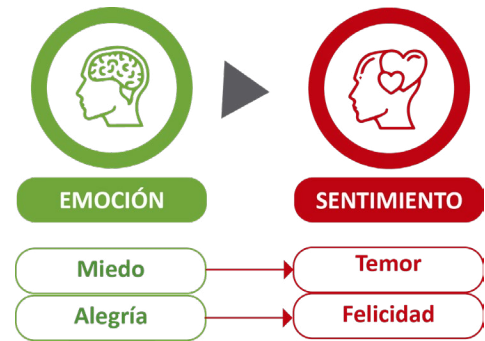 EMOCIÓN
SENTIMIENTO
Miedo
Temor
Alegría
Felicidad